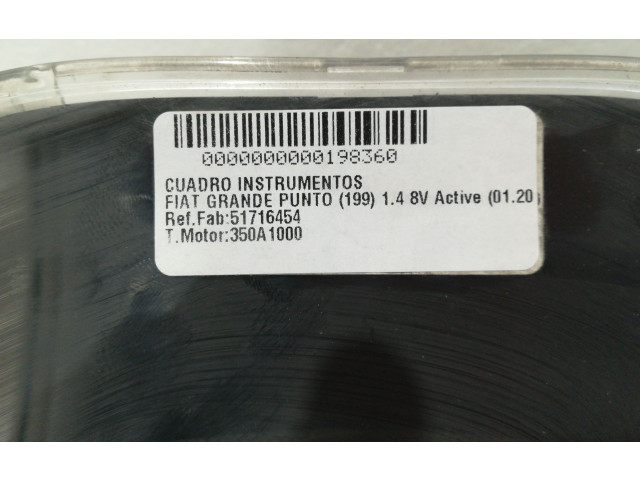 0000000000198360
CUADRO INSTRUMENTOS
FIAT GRANDE PUNTO (199) 1.4 8V Active (01.20
Ref.Fab:51716454
T.Motor:350A1000